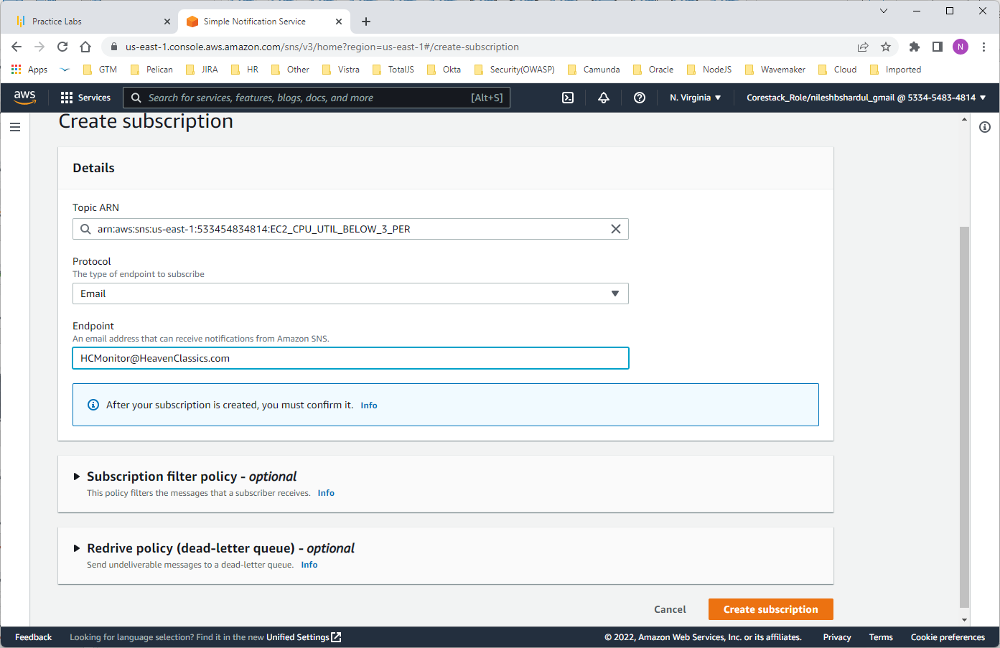 Practice Labs
Simple Notification Service
us-east-1.console.aws.amazon.com/sns/v3/home?region=us-east-1#/create-subscription
N
Apps GTM Pelican JIRA HR Other Vistra TotalJS Okta Security(OWASP) Camunda Oracle NodeJS Wavemaker Cloud Imported
aws Services Search for services, features, blogs, docs, and more [Alt+S] N. Virginia Corestack_Role/nileshbshardul_gmail @ 5334-5483-4814
Create subscription
Details
Topic ARN
arn:aws:sns:us-east-1:533454834814:EC2_CPU_UTIL_BELOW_3_PER
Protocol
The type of endpoint to subscribe
Email
Endpoint
An email address that can receive notifications from Amazon SNS.
HCMonitor@HeavenClassics.com
After your subscription is created, you must confirm it. Info
Subscription filter policy - optional
This policy filters the messages that a subscriber receives. Info
Redrive policy (dead-letter queue) - optional
Send undeliverable messages to a dead-letter queue. Info
Cancel Create subscription
Feedback Looking for language selection? Find it in the new Unified Settings © 2022, Amazon Web Services, Inc. or its affiliates. Privacy Terms Cookie preferences